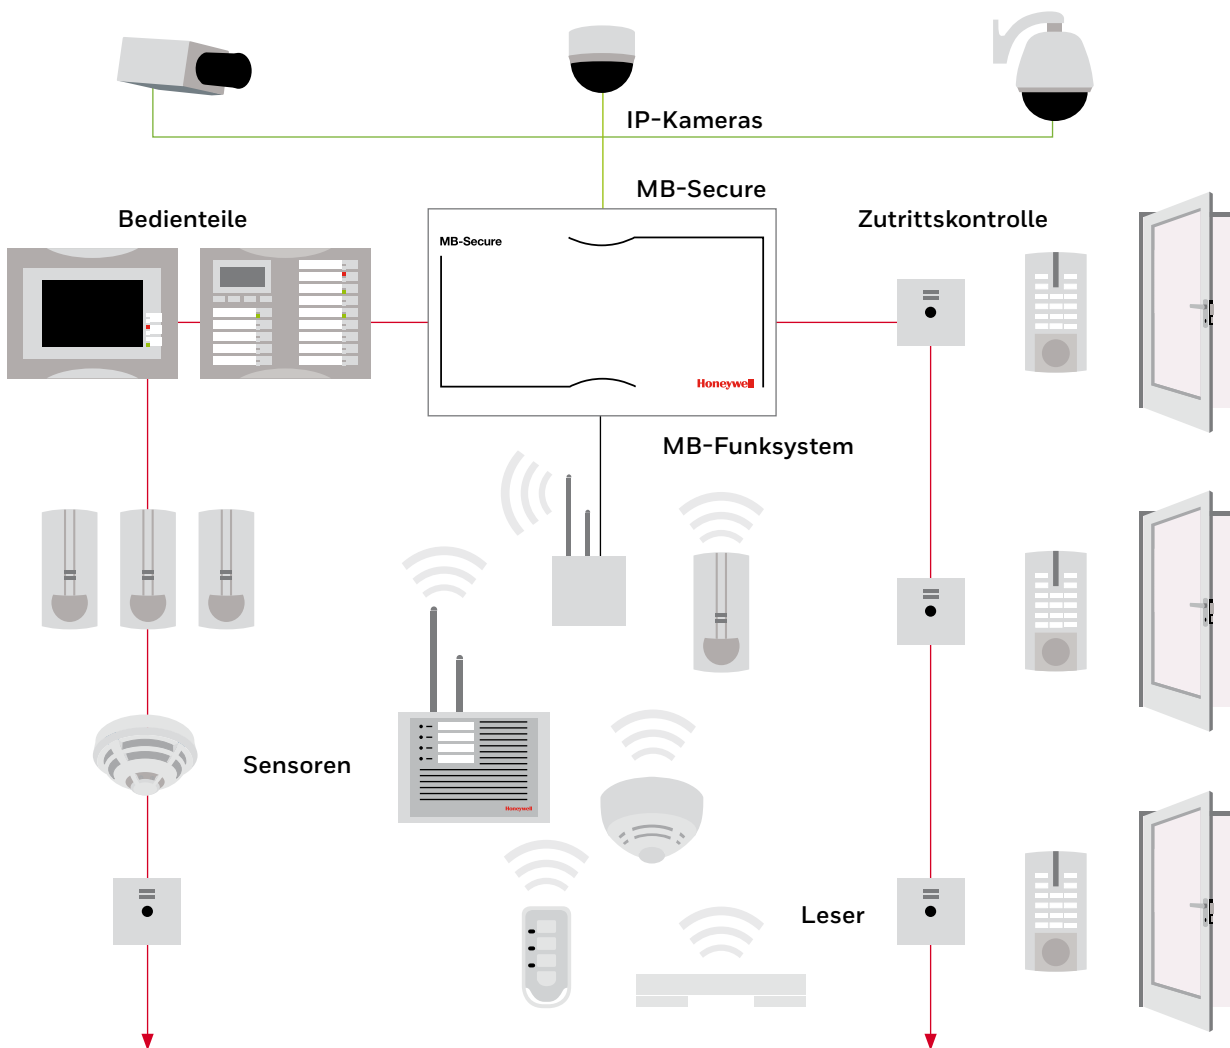 IP-Kameras
MB-Secure
Bedienteile
Zutrittskontrolle
MB-Secure
Honeywell
MB-Funksystem
Sensoren
Honeywell
Leser